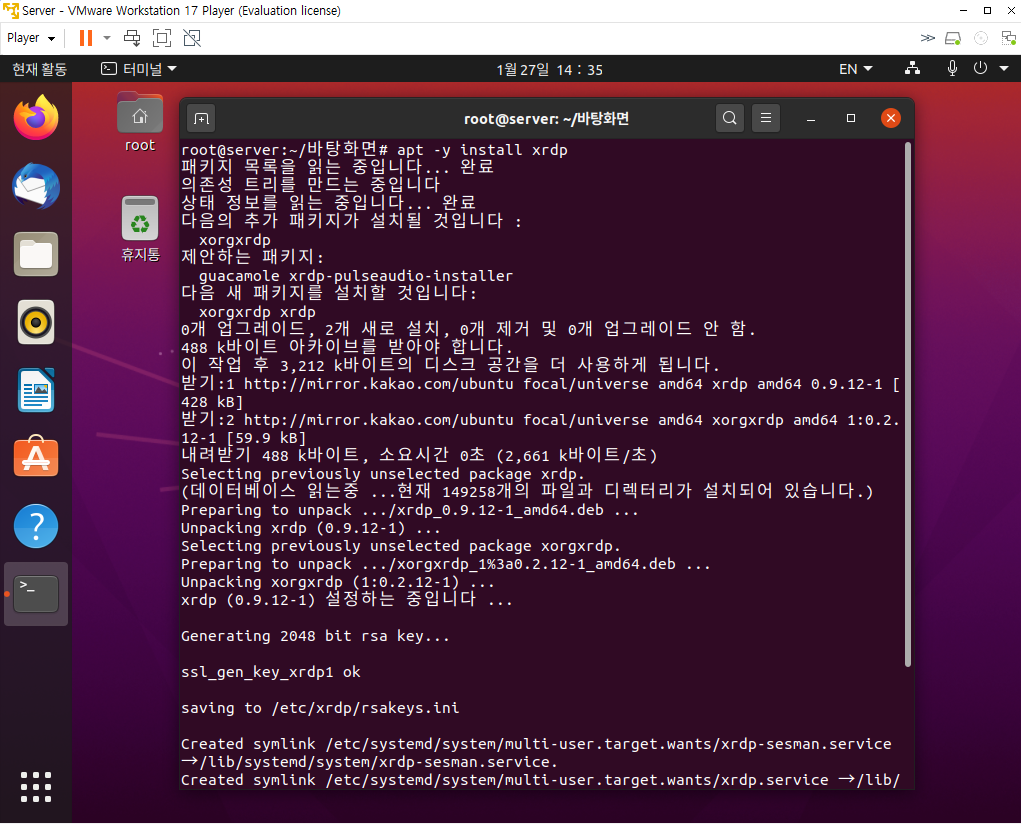 Server - VMware Workstation 17 Player (Evaluation license)
Player
현재 활동
터미널
1월 27일 14 : 35
EN
root
휴지통
root@server: ~/바탕화면
root@server:~/바탕화면# apt -y install xrdp
패키지 목록을 읽는 중입니다... 완료
의존성 트리를 만드는 중입니다
상태 정보를 읽는 중입니다... 완료
다음의 추가 패키지가 설치될 것입니다 :
xorgxrdp
제안하는 패키지:
guacamole xrdp-pulseaudio-installer
다음 새 패키지를 설치할 것입니다:
xorgxrdp xrdp
0개 업그레이드, 2개 새로 설치, 0개 제거 및 0개 업그레이드 안 함.
488 k바이트 아카이브를 받아야 합니다.
이 작업 후 3,212 k바이트의 디스크 공간을 더 사용하게 됩니다.
받기:1 http://mirror.kakao.com/ubuntu focal/universe amd64 xrdp amd64 0.9.12-1 [
428 kB]
받기:2 http://mirror.kakao.com/ubuntu focal/universe amd64 xorgxrdp amd64 1:0.2.
12-1 [59.9 kB]
내려받기 488 k바이트, 소요시간 0초 (2,661 k바이트/초)
Selecting previously unselected package xrdp.
(데이터베이스 읽는중 ...현재 149258개의 파일과 디렉터리가 설치되어 있습니다.)
Preparing to unpack .../xrdp_0.9.12-1_amd64.deb ...
Unpacking xrdp (0.9.12-1) ...
Selecting previously unselected package xorgxrdp.
Preparing to unpack .../xorgxrdp_1%3a0.2.12-1_amd64.deb ...
Unpacking xorgxrdp (1:0.2.12-1) ...
xrdp (0.9.12-1) 설정하는 중입니다 ...
Generating 2048 bit rsa key...
ssl_gen_key_xrdp1 ok
saving to /etc/xrdp/rsakeys.ini
Created symlink /etc/systemd/system/multi-user.target.wants/xrdp-sesman.service
→/lib/systemd/system/xrdp-sesman.service.
Created symlink /etc/systemd/system/multi-user.target.wants/xrdp.service →/lib/